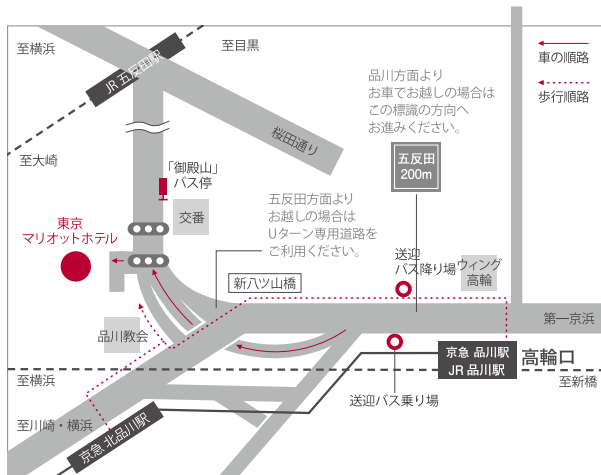 至横浜
至目黒
JR 五反田駅
車の順路
歩行順路
品川方面より
お車でお越しの場合は
この標識の方向へ
お進みください。
桜田通り
至大崎
五反田
200m
「御殿山」
バス停
交番
五反田方面より
お越しの場合は
Uターン専用道路を
ご利用ください。
東京
マリオットホテル
送迎
バス降り場
ウィング
高輪
新八ツ山橋
第一京浜
品川教会
京急 品川駅
JR 品川駅
高輪口
至横浜
至新橋
送迎バス乗り場
至川崎・横浜
京急 北品川駅